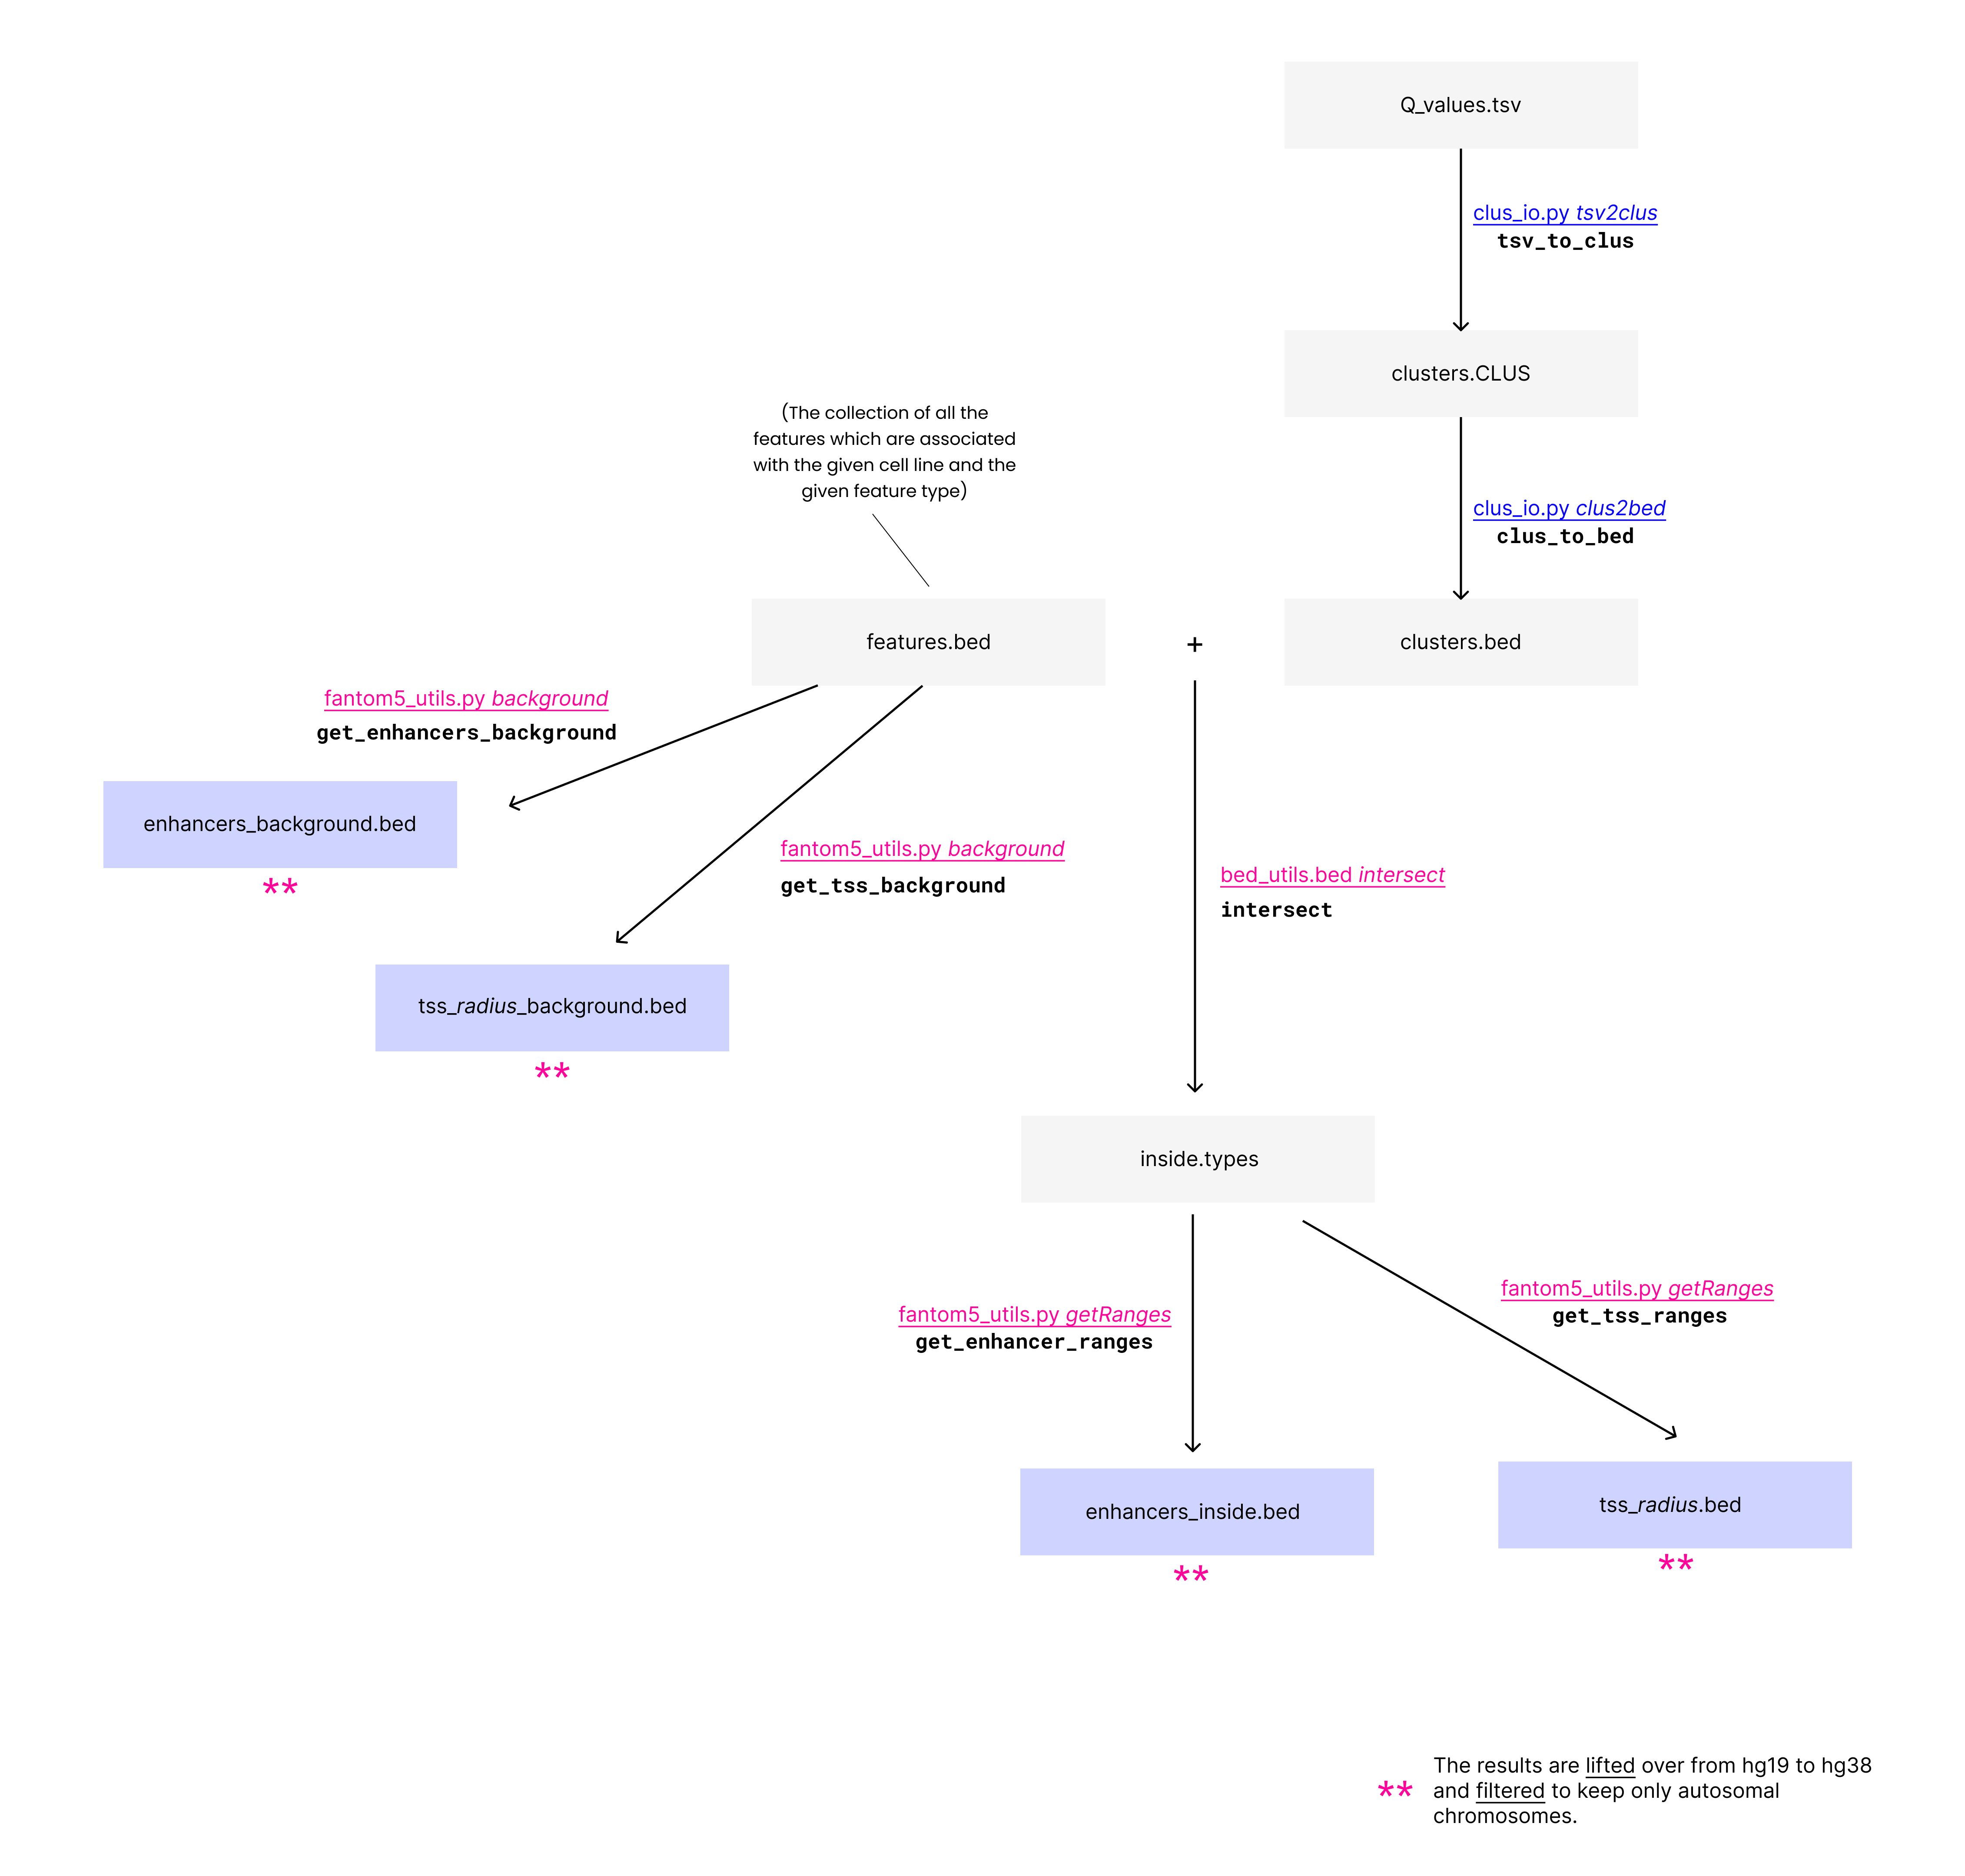 Q_values.tsv
clus_io.py tsv2clus
tsv_to_clus
clusters.CLUS
(The collection of all the
features which are associated
with the given cell line and the
given feature type)
clus_io.py clus2bed
clus_to_bed
features.bed
+
clusters.bed
fantom5_utils.py background
get_enhancers_background
enhancers_background.bed
**
fantom5_utils.py background
get_tss_background
bed_utils.bed intersect
intersect
tss_radius_background.bed
**
inside.types
fantom5_utils.py getRanges
get_enhancer_ranges
fantom5_utils.py getRanges
get_tss_ranges
enhancers_inside.bed
**
tss_radius.bed
**
** The results are lifted over from hg19 to hg38
and filtered to keep only autosomal
chromosomes.